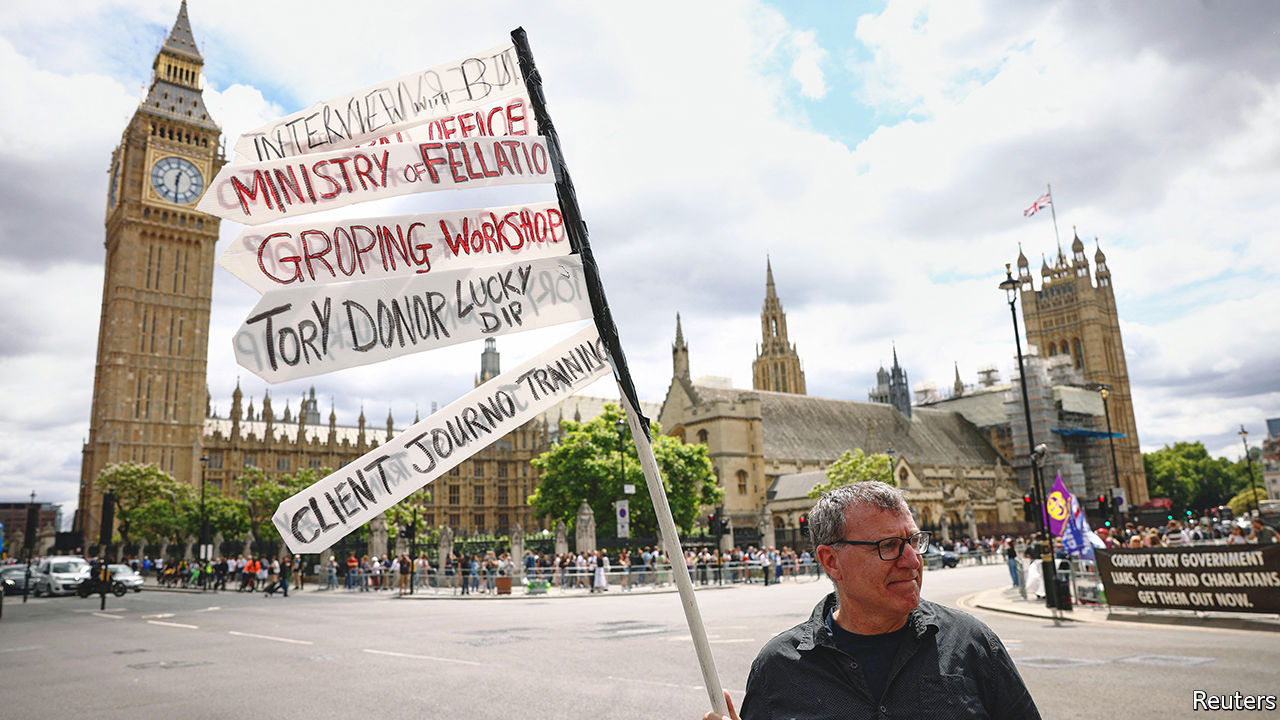 INTERVIEW WITH
OFFICE
MINISTRY OF FELLATIO
GROPING WORKSHOP
TORY DONOR LUCKY
DIP
CLIENT JOURNO TRAINING
CORRUPT TORY GOVERNMENT
LIARS, CHEATS AND CHARLATANS
GET THEM OUT NOW.
Reuters